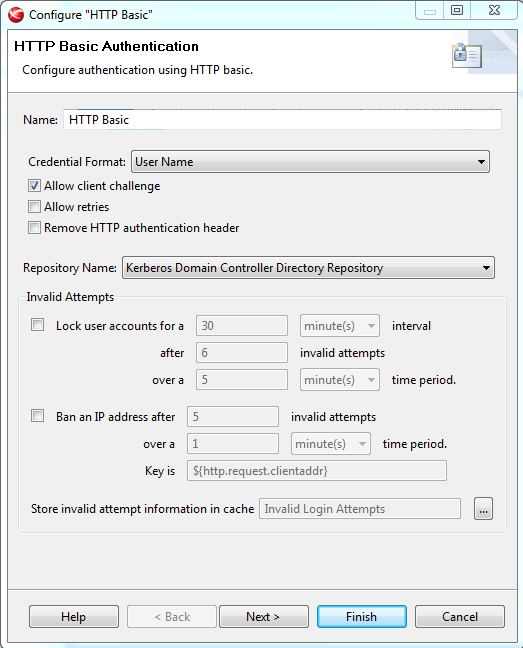 Configure "HTTP Basic"
HTTP Basic Authentication
Configure authentication using HTTP basic.
Name: HTTP Basic
Credential Format: User Name
Allow client challenge
Allow retries
Remove HTTP authentication header
Repository Name: Kerberos Domain Controller Directory Repository
Invalid Attempts
Lock user accounts for a 30 minute(s) interval
after 6 invalid attempts
over a 5 minute(s) time period.
Ban an IP address after 5 invalid attempts
over a 1 minute(s) time period.
Key is ${http.request.clientaddr}
Store invalid attempt information in cache Invalid Login Attempts ...
Help < Back Next > Finish Cancel